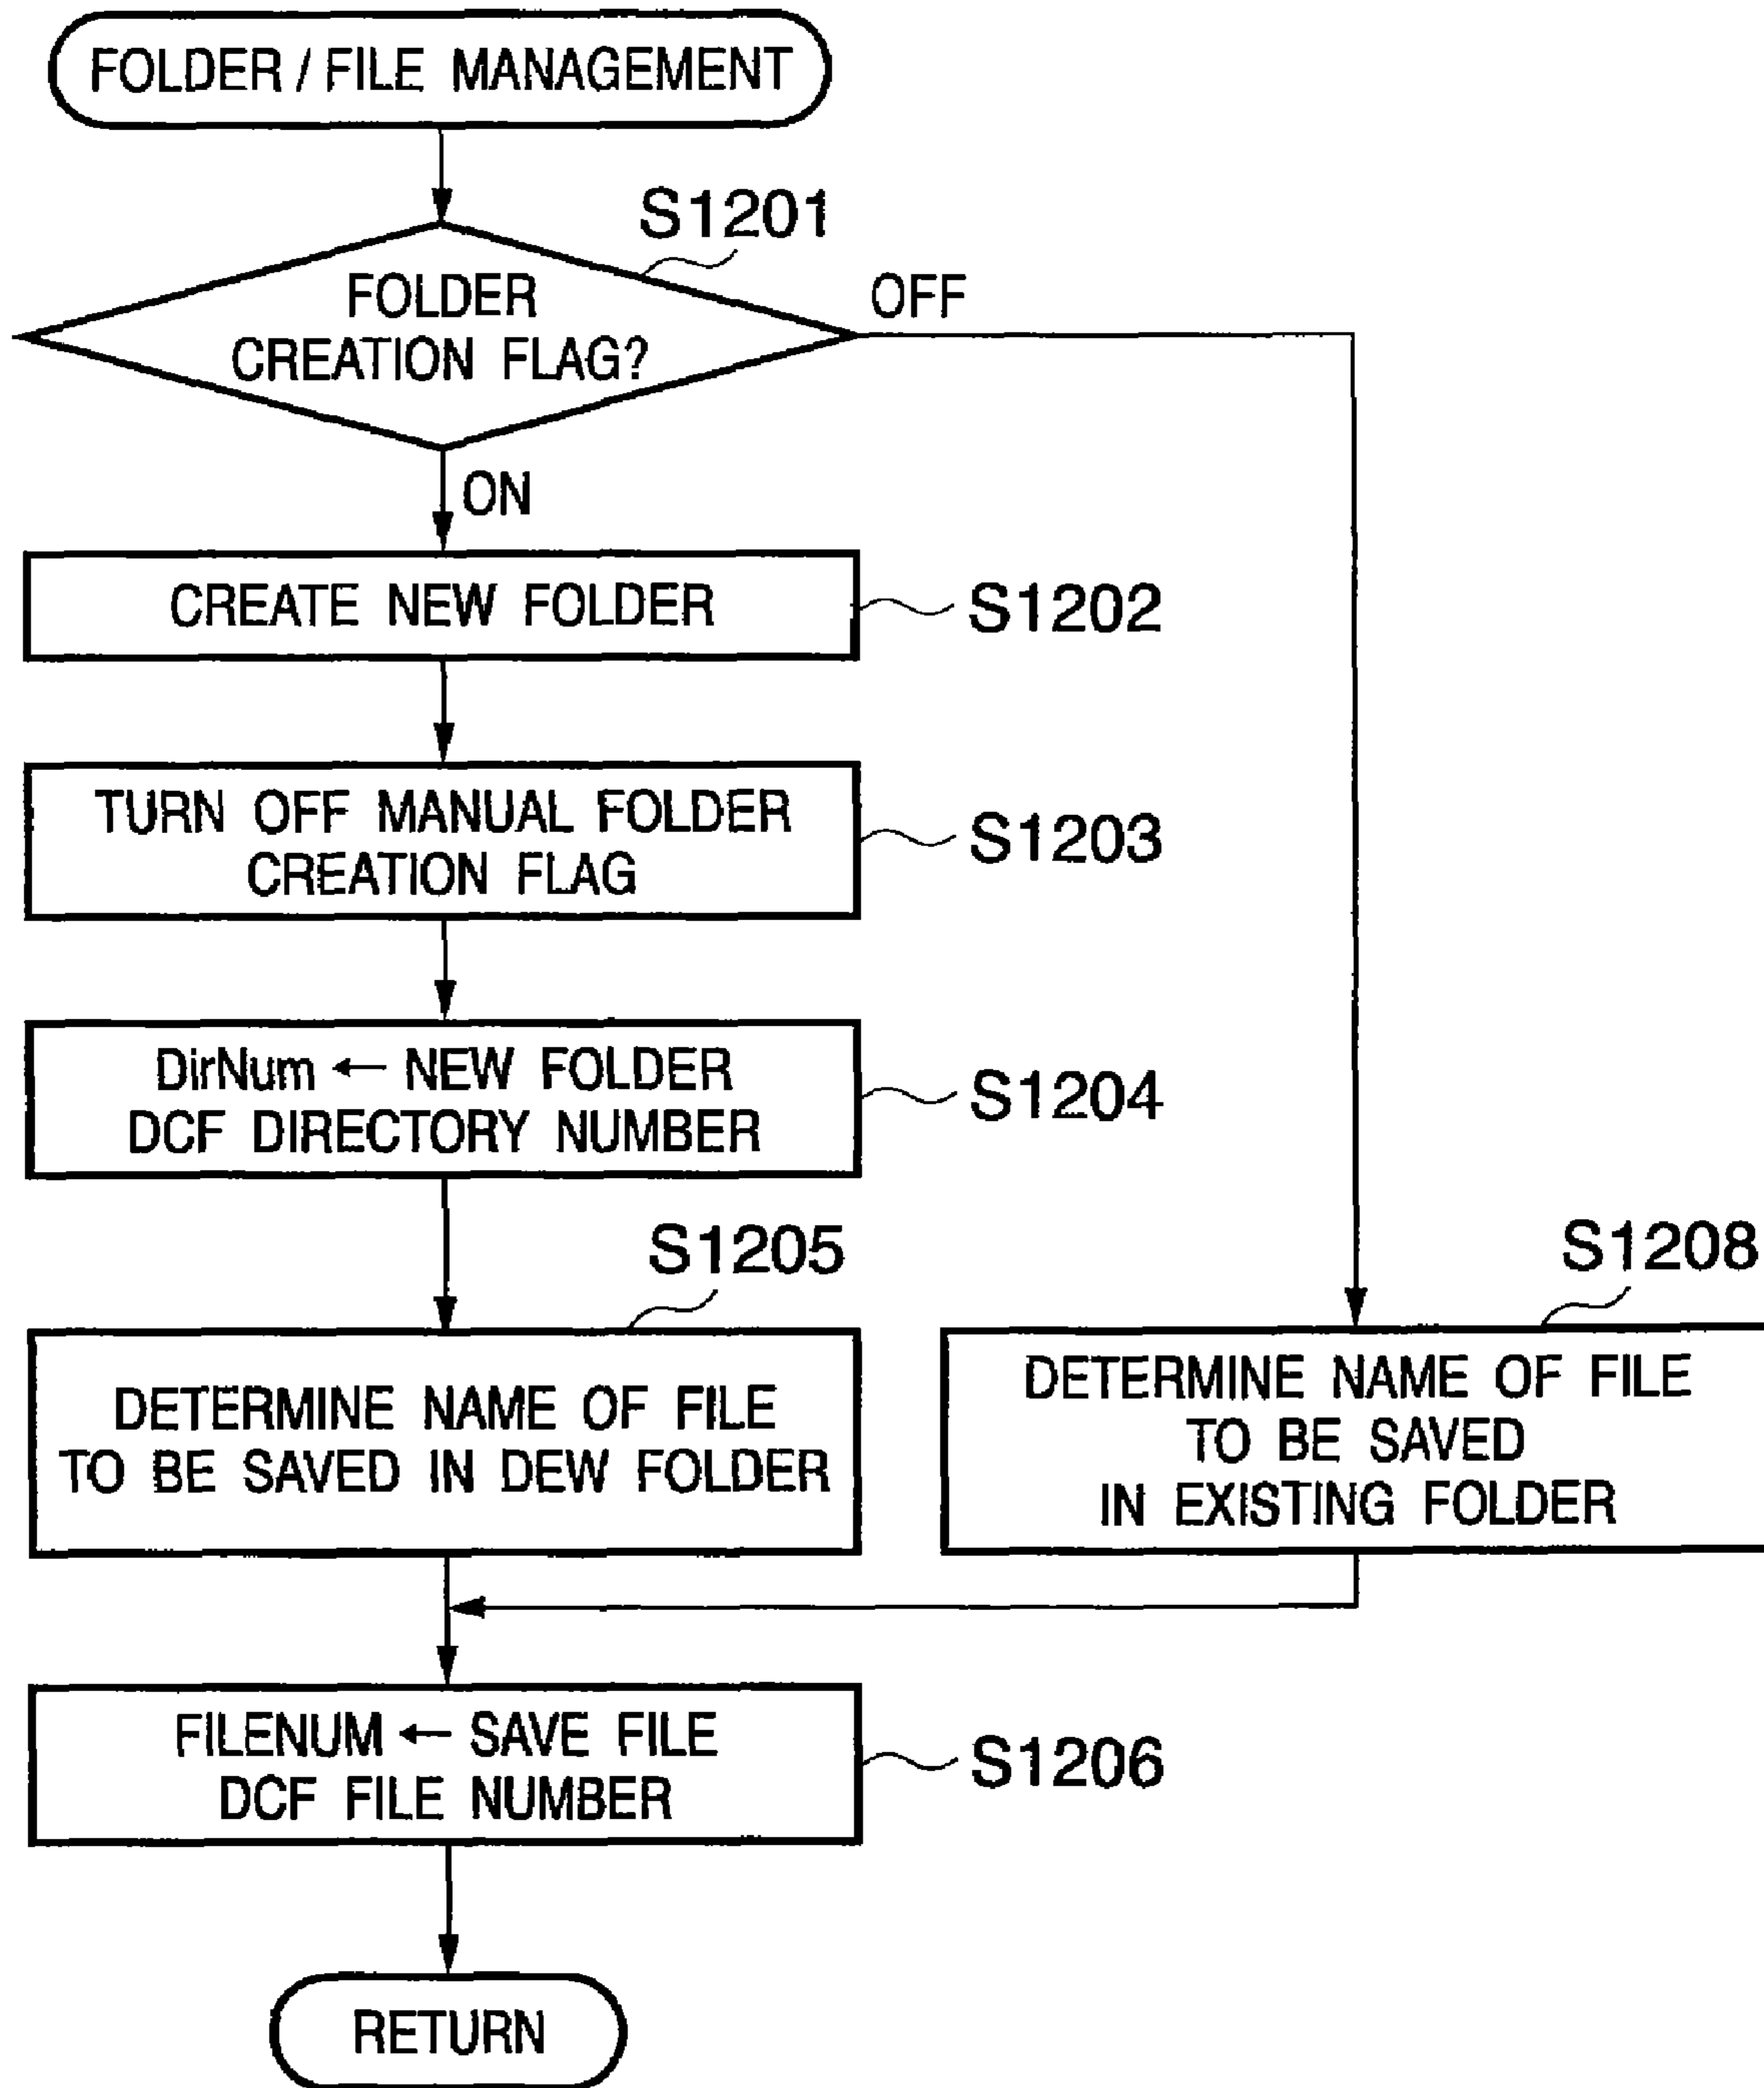 FOLDER / FILE MANAGEMENT
S1201
FOLDER
CREATION FLAG?
OFF
ON
CREATE NEW FOLDER
S1202
TURN OFF MANUAL FOLDER
CREATION FLAG
S1203
DirNum ← NEW FOLDER
DCF DIRECTORY NUMBER
S1204
S1205
DETERMINE NAME OF FILE
TO BE SAVED IN DEW FOLDER
S1208
DETERMINE NAME OF FILE
TO BE SAVED
IN EXISTING FOLDER
FILENUM ← SAVE FILE
DCF FILE NUMBER
S1206
RETURN